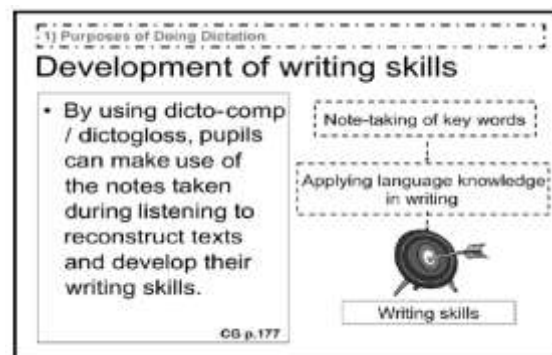 1) Purposes of Doing Dictation
Development of writing skills
• By using dicto-comp
/ dictogloss, pupils
can make use of
the notes taken
during listening to
reconstruct texts
and develop their
writing skills.
CG p.177
Note-taking of key words
Applying language knowledge
in writing
Writing skills